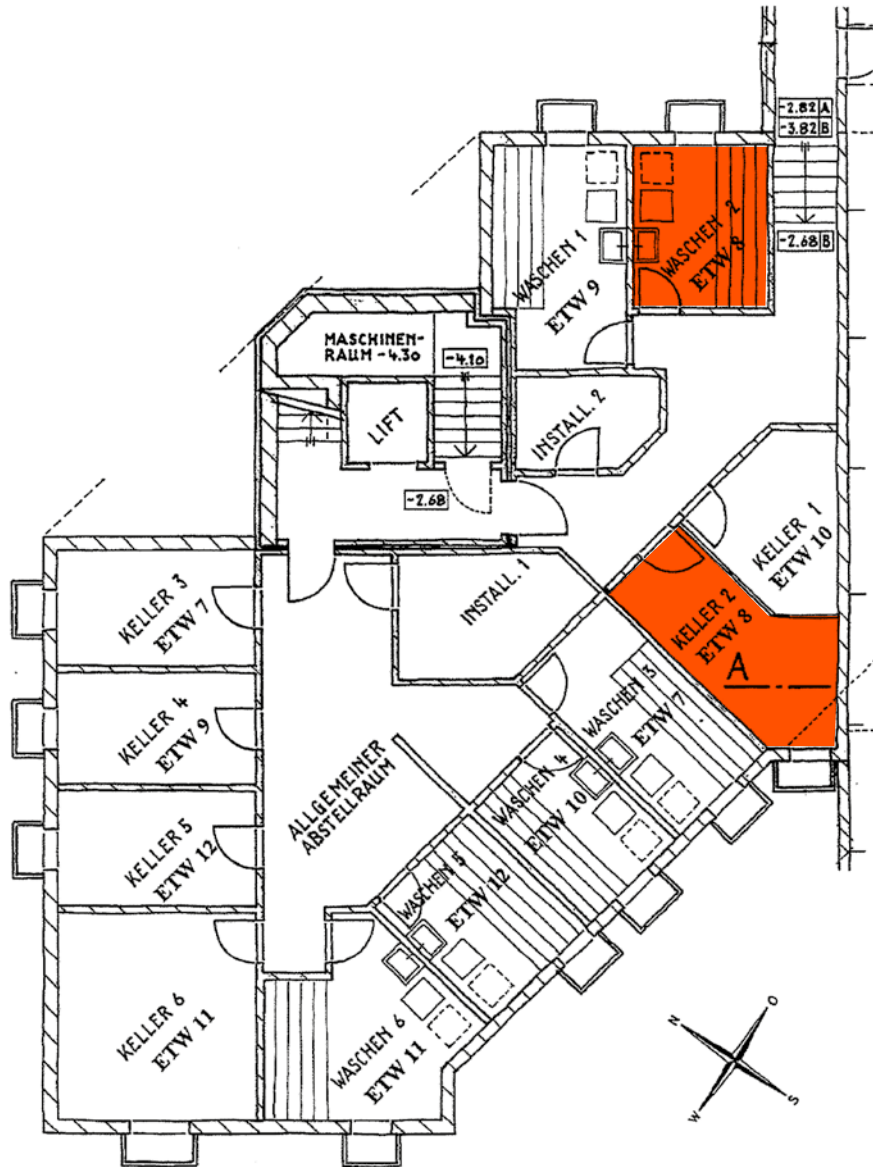 -2.82 A
-3.82 B
-2.68 B
WASCHEN 1
ETW 9
WASCHEN 2
ETW 8
MASCHINEN-
RAUM -4.30
-4.10
LIFT
INSTALL. 2
-2.68
KELLER 1
ETW 10
KELLER 2
ETW 8
A
INSTALL. 1
KELLER 3
ETW 7
KELLER 4
ETW 9
KELLER 5
ETW 12
KELLER 6
ETW 11
ALLGEMEINER
ABSTELLRAUM
WASCHEN 3
ETW 7
WASCHEN 4
ETW 10
WASCHEN 5
ETW 12
WASCHEN 6
ETW 11
N
O
W
S